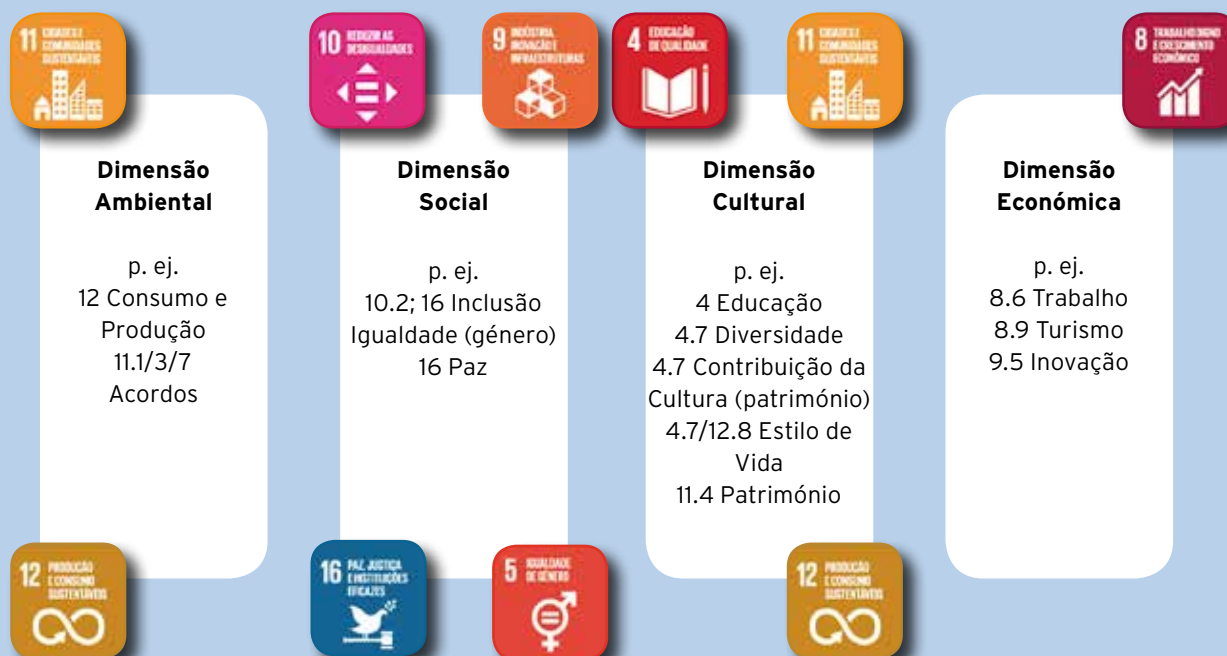 11 CIDADES E
COMUNIDADES
SUSTENTÁVEIS
10 REDUZIR AS
DESIGUALDADES
9 INDÚSTRIA,
INOVAÇÃO E
INFRAESTRUTURAS
4 EDUCAÇÃO
DE QUALIDADE
11 CIDADES E
COMUNIDADES
SUSTENTÁVEIS
8 TRABALHO DIGNO
E CRESCIMENTO
ECONÓMICO
Dimensão
Ambiental
p. ej.
12 Consumo e
Produção
11.1/3/7
Acordos
Dimensão
Social
p. ej.
10.2; 16 Inclusão
Igualdade (género)
16 Paz
Dimensão
Cultural
p. ej.
4 Educação
4.7 Diversidade
4.7 Contribuição da
Cultura (património)
4.7/12.8 Estilo de
Vida
11.4 Património
Dimensão
Económica
p. ej.
8.6 Trabalho
8.9 Turismo
9.5 Inovação
12 PRODUÇÃO
E CONSUMO
SUSTENTÁVEIS
16 PAZ, JUSTIÇA
E INSTITUIÇÕES
EFICAZES
5 IGUALDADE
DE GÉNERO
12 PRODUÇÃO
E CONSUMO
SUSTENTÁVEIS